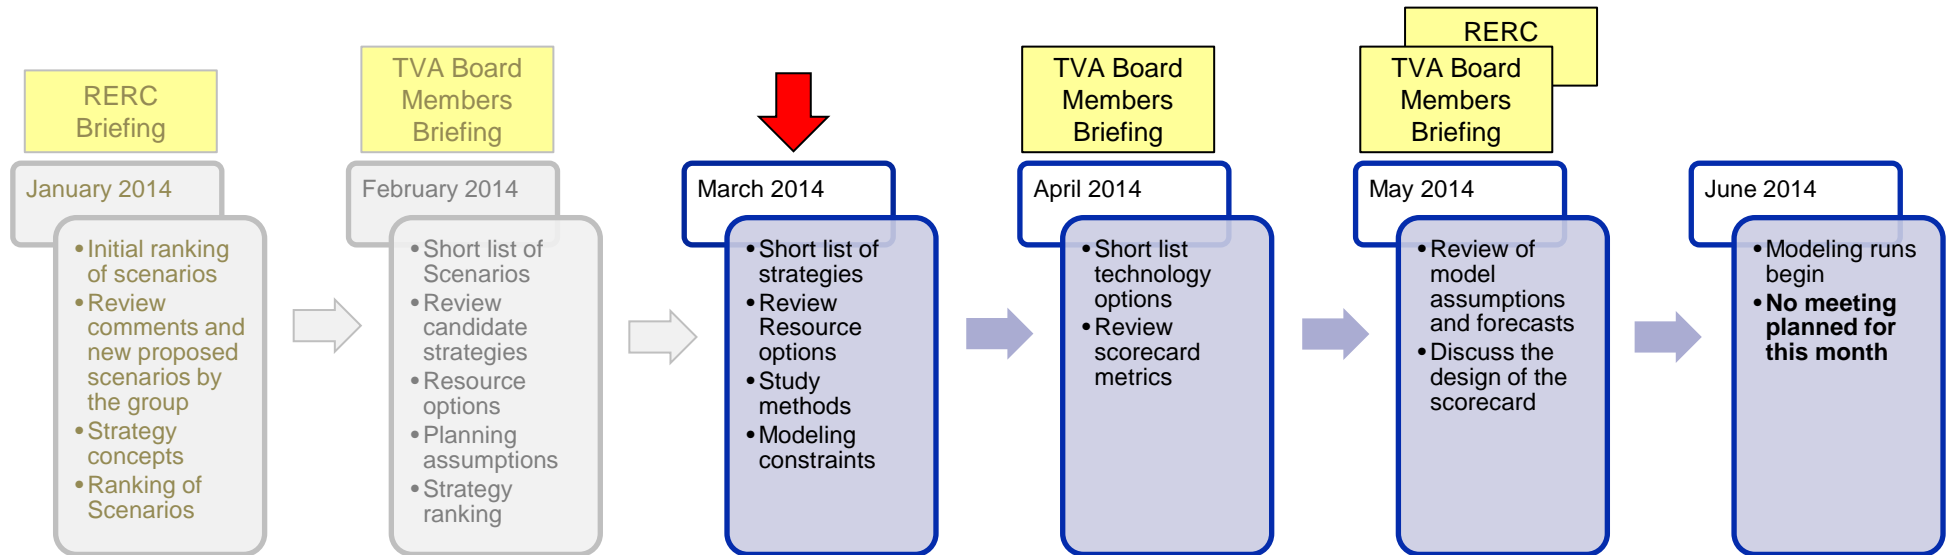 RERC
Briefing
January 2014
• Initial ranking
of scenarios
• Review
comments and
new proposed
scenarios by
the group
• Strategy
concepts
• Ranking of
Scenarios
TVA Board
Members
Briefing
February 2014
• Short list of
Scenarios
• Review
candidate
strategies
• Resource
options
• Planning
assumptions
• Strategy
ranking
March 2014
• Short list of
strategies
• Review
Resource
options
• Study
methods
• Modeling
constraints
TVA Board
Members
Briefing
April 2014
• Short list
technology
options
• Review
scorecard
metrics
RERC
TVA Board
Members
Briefing
May 2014
• Review of
model
assumptions
and forecasts
• Discuss the
design of the
scorecard
June 2014
• Modeling runs
begin
• No meeting
planned for
this month